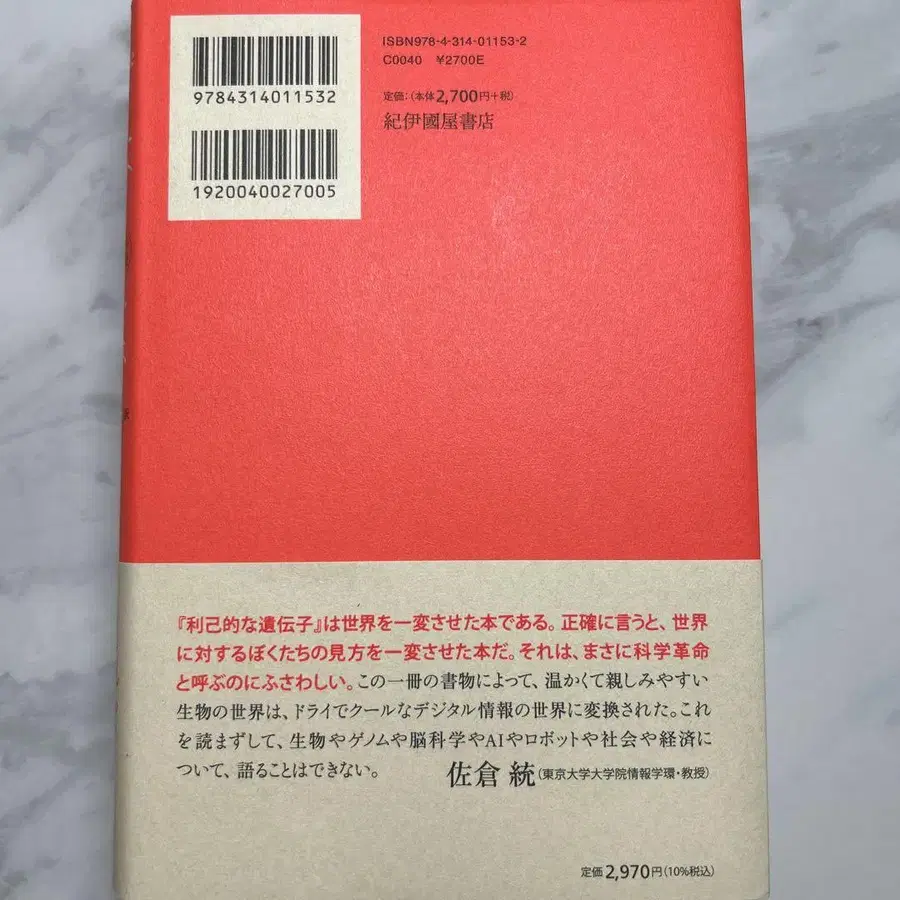 ISBN978-4-314-01153-2
C0040 ¥2700E
9784314011532
定価:(本体2,700円+税)
紀伊國屋書店
1920040027005
『利己的な遺伝子』は世界を一変させた本である。正確に言うと、世界
に対するぼくたちの見方を一変させた本だ。それは、まさに科学革命
と呼ぶのにふさわしい。この一冊の書物によって、温かくて親しみやすい
生物の世界は、ドライでクールなデジタル情報の世界に変換された。これ
を読まずして、生物やゲノムや脳科学やAIやロボットや社会や経済に
ついて、語ることはできない。 佐倉 統(東京大学大学院情報学環・教授)
定価2,970円(10%税込)